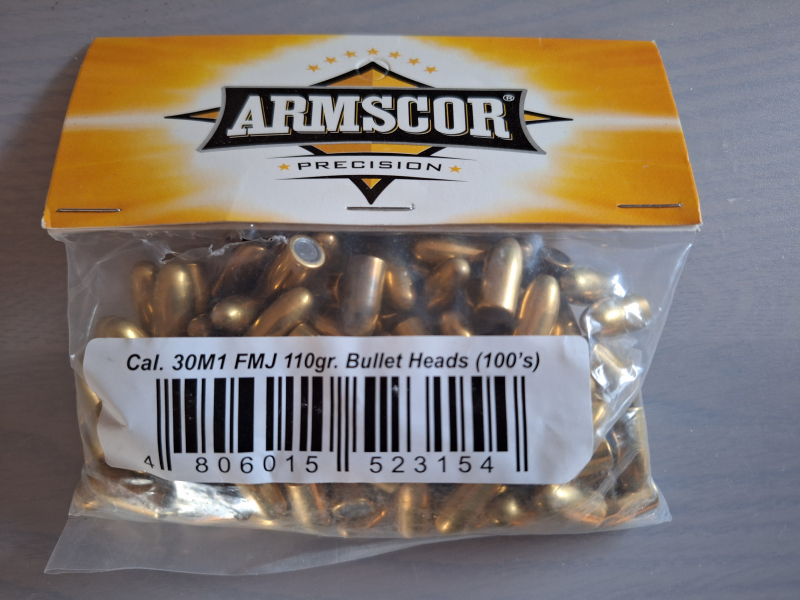 ARMSCOR®
PRECISION
Cal. 30M1 FMJ 110gr. Bullet Heads (100's)
4 806015 523154